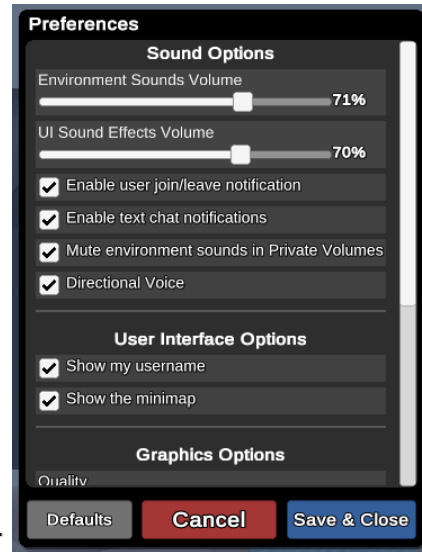 Preferences
Sound Options
Environment Sounds Volume
71%
UI Sound Effects Volume
70%
Enable user join/leave notification
Enable text chat notifications
Mute environment sounds in Private Volumes
Directional Voice
User Interface Options
Show my username
Show the minimap
Graphics Options
Quality
Defaults
Cancel
Save & Close